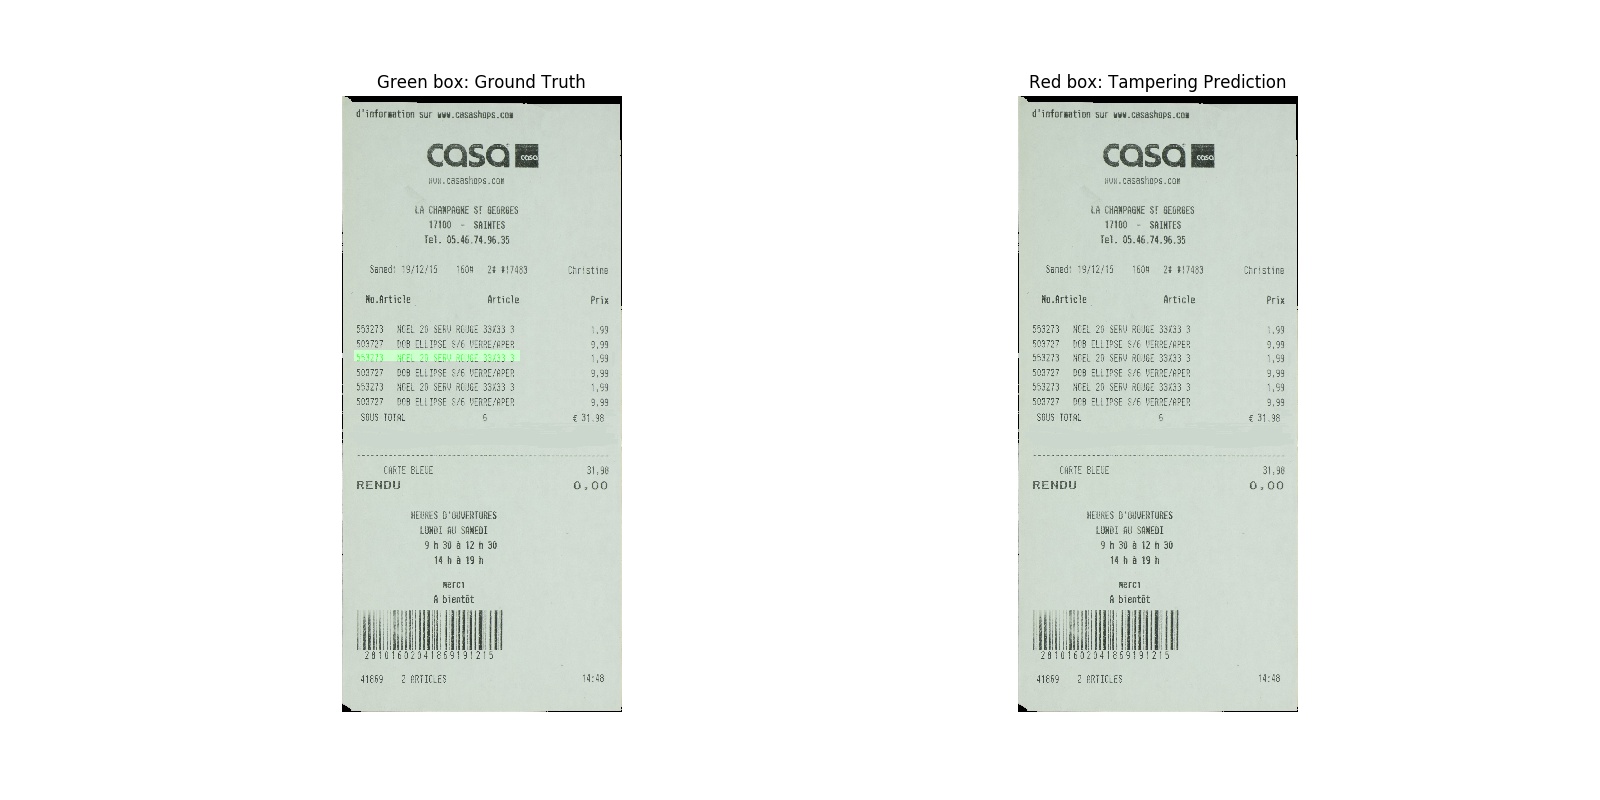 Green box: Ground Truth
d'information sur www.casashops.com
casa casa
www.casashops.com
LA CHAMPAGNE ST GEORGES
17100 - SAINTES
Tel. 05.46.74.96.35
Samedi 19/12/15 160# 2# #17483 Christine
No.Article Article Prix
553273 NOEL 20 SERV ROUGE 33X33 3 1,99
503727 DOB ELLIPSE S/6 VERRE/APER 9,99
553273 NOEL 20 SERV ROUGE 33X33 3 1,99
503727 DOB ELLIPSE S/6 VERRE/APER 9,99
553273 NOEL 20 SERV ROUGE 33X33 3 1,99
503727 DOB ELLIPSE S/6 VERRE/APER 9,99
SOUS TOTAL 6 € 31.98
CARTE BLEUE 31,98
RENDU 0,00
HEURES D'OUVERTURES
LUNDI AU SAMEDI
9 h 30 à 12 h 30
14 h à 19 h
Merci
A bientôt
28101602041869191215
41869 2 ARTICLES 14:48
Red box: Tampering Prediction
d'information sur www.casashops.com
casa casa
www.casashops.com
LA CHAMPAGNE ST GEORGES
17100 - SAINTES
Tel. 05.46.74.96.35
Samedi 19/12/15 160# 2# #17483 Christine
No.Article Article Prix
553273 NOEL 20 SERV ROUGE 33X33 3 1,99
503727 DOB ELLIPSE S/6 VERRE/APER 9,99
553273 NOEL 20 SERV ROUGE 33X33 3 1,99
503727 DOB ELLIPSE S/6 VERRE/APER 9,99
553273 NOEL 20 SERV ROUGE 33X33 3 1,99
503727 DOB ELLIPSE S/6 VERRE/APER 9,99
SOUS TOTAL 6 € 31.98
CARTE BLEUE 31,98
RENDU 0,00
HEURES D'OUVERTURES
LUNDI AU SAMEDI
9 h 30 à 12 h 30
14 h à 19 h
Merci
A bientôt
28101602041869191215
41869 2 ARTICLES 14:48